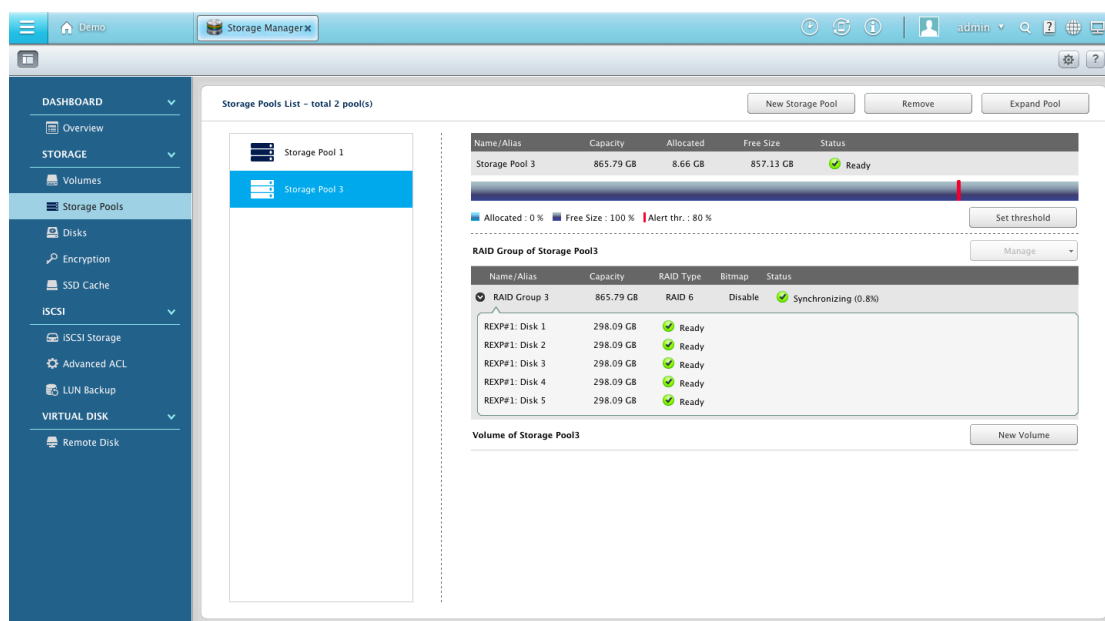 Demo
Storage Manager
admin
DASHBOARD
Overview
STORAGE
Volumes
Storage Pools
Disks
Encryption
SSD Cache
iSCSI
iSCSI Storage
Advanced ACL
LUN Backup
VIRTUAL DISK
Remote Disk
Storage Pools List - total 2 pool(s)
New Storage Pool Remove Expand Pool
Storage Pool 1
Storage Pool 3
Name/Alias Capacity Allocated Free Size Status
Storage Pool 3 865.79 GB 8.66 GB 857.13 GB Ready
Allocated : 0 % Free Size : 100 % Alert thr. : 80 %
Set threshold
RAID Group of Storage Pool3
Manage
Name/Alias Capacity RAID Type Bitmap Status
RAID Group 3 865.79 GB RAID 6 Disable Synchronizing (0.8%)
REXP#1: Disk 1 298.09 GB Ready
REXP#1: Disk 2 298.09 GB Ready
REXP#1: Disk 3 298.09 GB Ready
REXP#1: Disk 4 298.09 GB Ready
REXP#1: Disk 5 298.09 GB Ready
Volume of Storage Pool3
New Volume